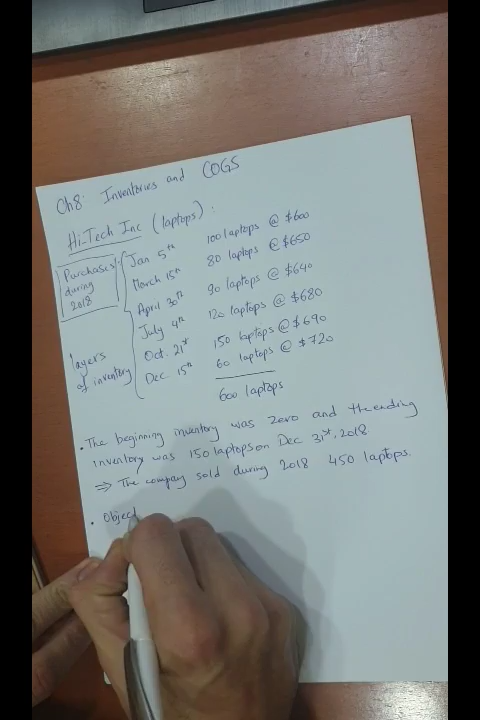 Ch8: Inventories and COGS
Hi-Tech Inc (laptops) :
Purchases during 2018
Jan 5th 100 laptops @ $600
March 15th 80 laptops @ $650
April 30th 90 laptops @ $640
July 4th 120 laptops @ $680
Oct. 21st 150 laptops @ $690
Dec. 15th 60 laptops @ $720
layers of inventory
600 laptops
• The beginning inventory was zero and the ending
inventory was 150 laptops on Dec 31st, 2018.
⇒ The company sold during 2018 450 laptops.
• Object